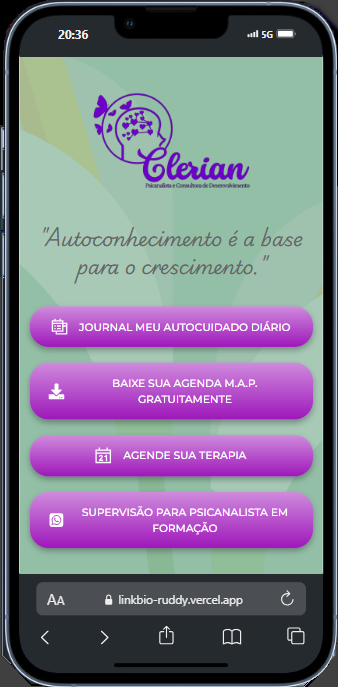 20:36
5G
Clerian
Psicanalista e Consultora de Desenvolvimento
"Autoconhecimento é a base
para o crescimento."
JOURNAL MEU AUTOCUIDADO DIÁRIO
BAIXE SUA AGENDA M.A.P.
GRATUITAMENTE
21
AGENDE SUA TERAPIA
SUPERVISÃO PARA PSICANALISTA EM
FORMAÇÃO
AA
linkbio-ruddy.vercel.app